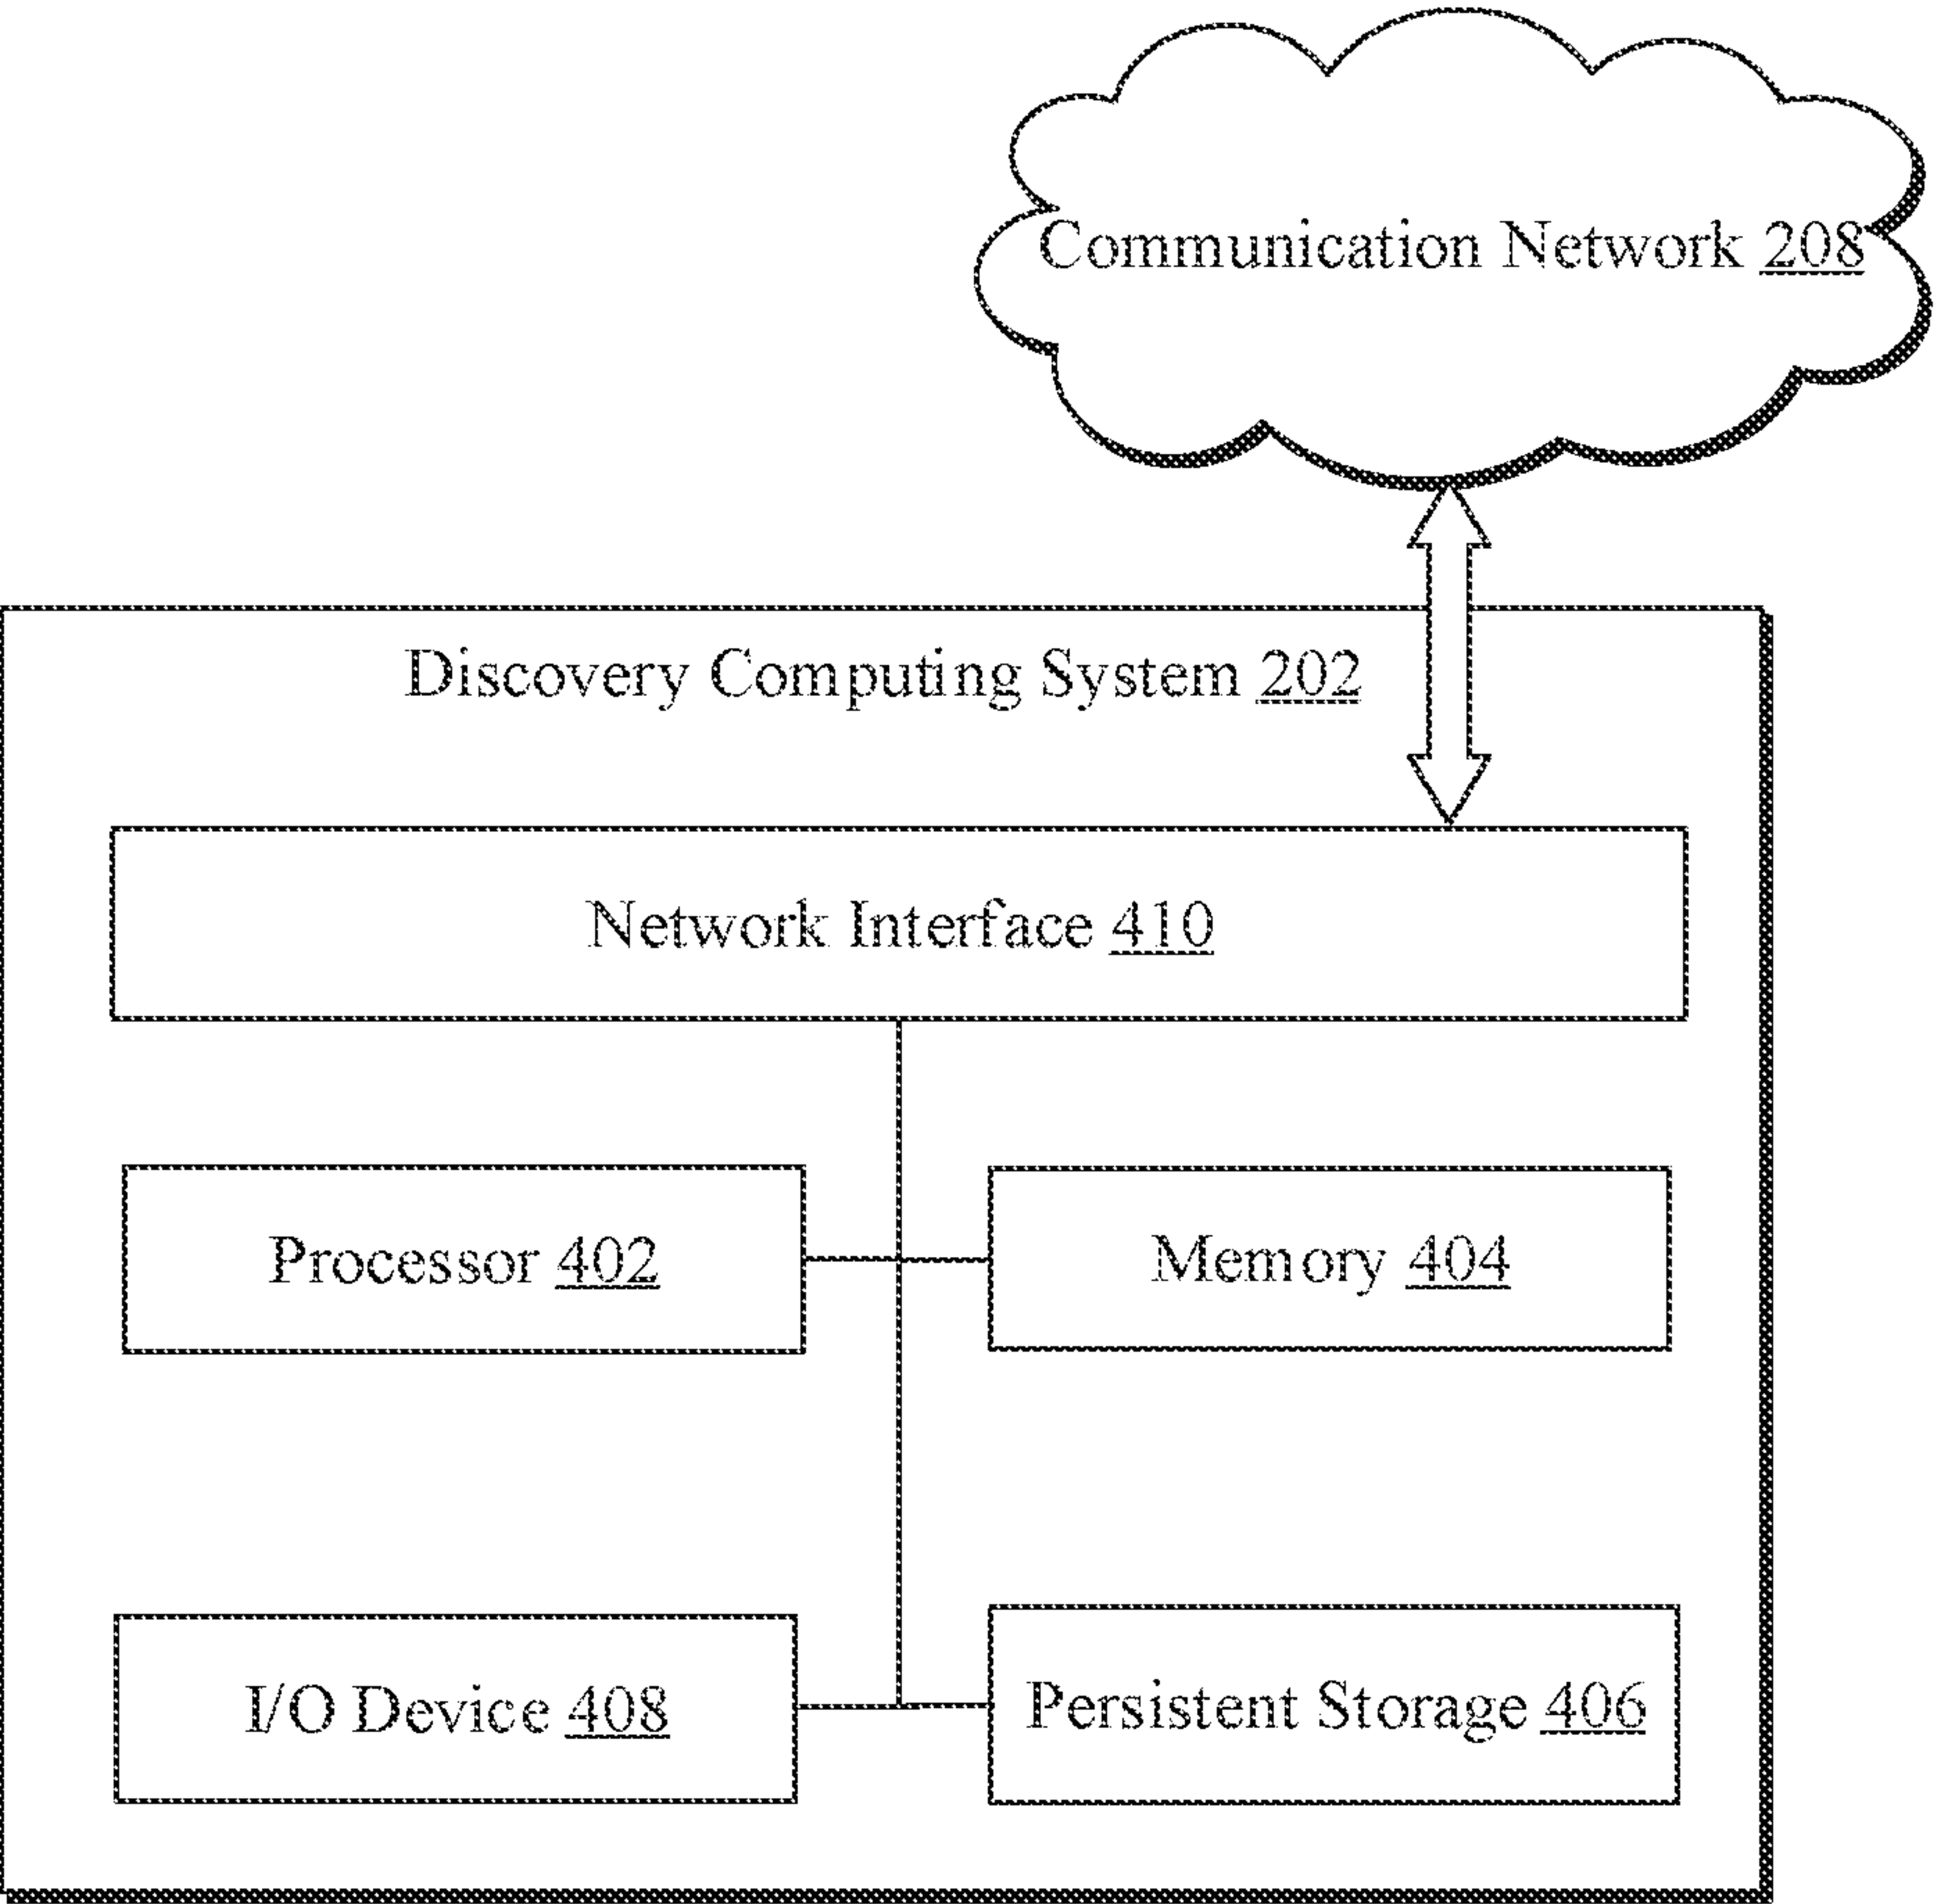 Communication Network 208
Discovery Computing System 202
Network Interface 410
Processor 402
Memory 404
I/O Device 408
Persistent Storage 406